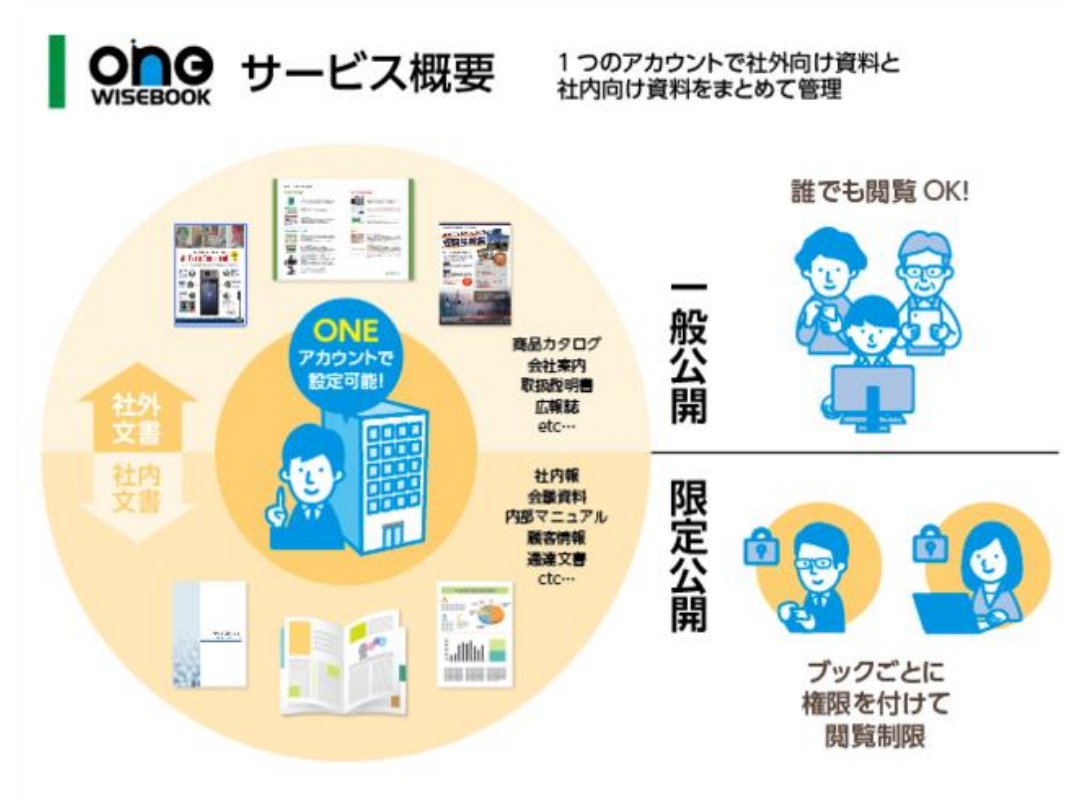 one
WISEBOOK
サービス概要
1つのアカウントで社外向け資料と
社内向け資料をまとめて管理
誰でも閲覧 OK!
ONE
アカウントで
設定可能!
商品カタログ
会社案内
取扱説明書
広報誌
etc…
一般公開
社外
文書
社内
文書
社内報
会議資料
内部マニュアル
顧客情報
通達文書
etc…
限定公開
ブックごとに
権限を付けて
閲覧制限